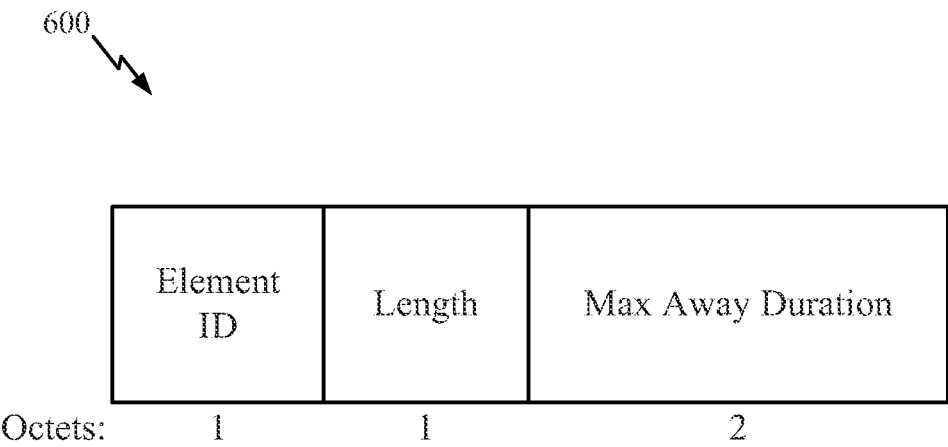 600
Element
ID
Length
Max Away Duration
Octets: 1 1 2